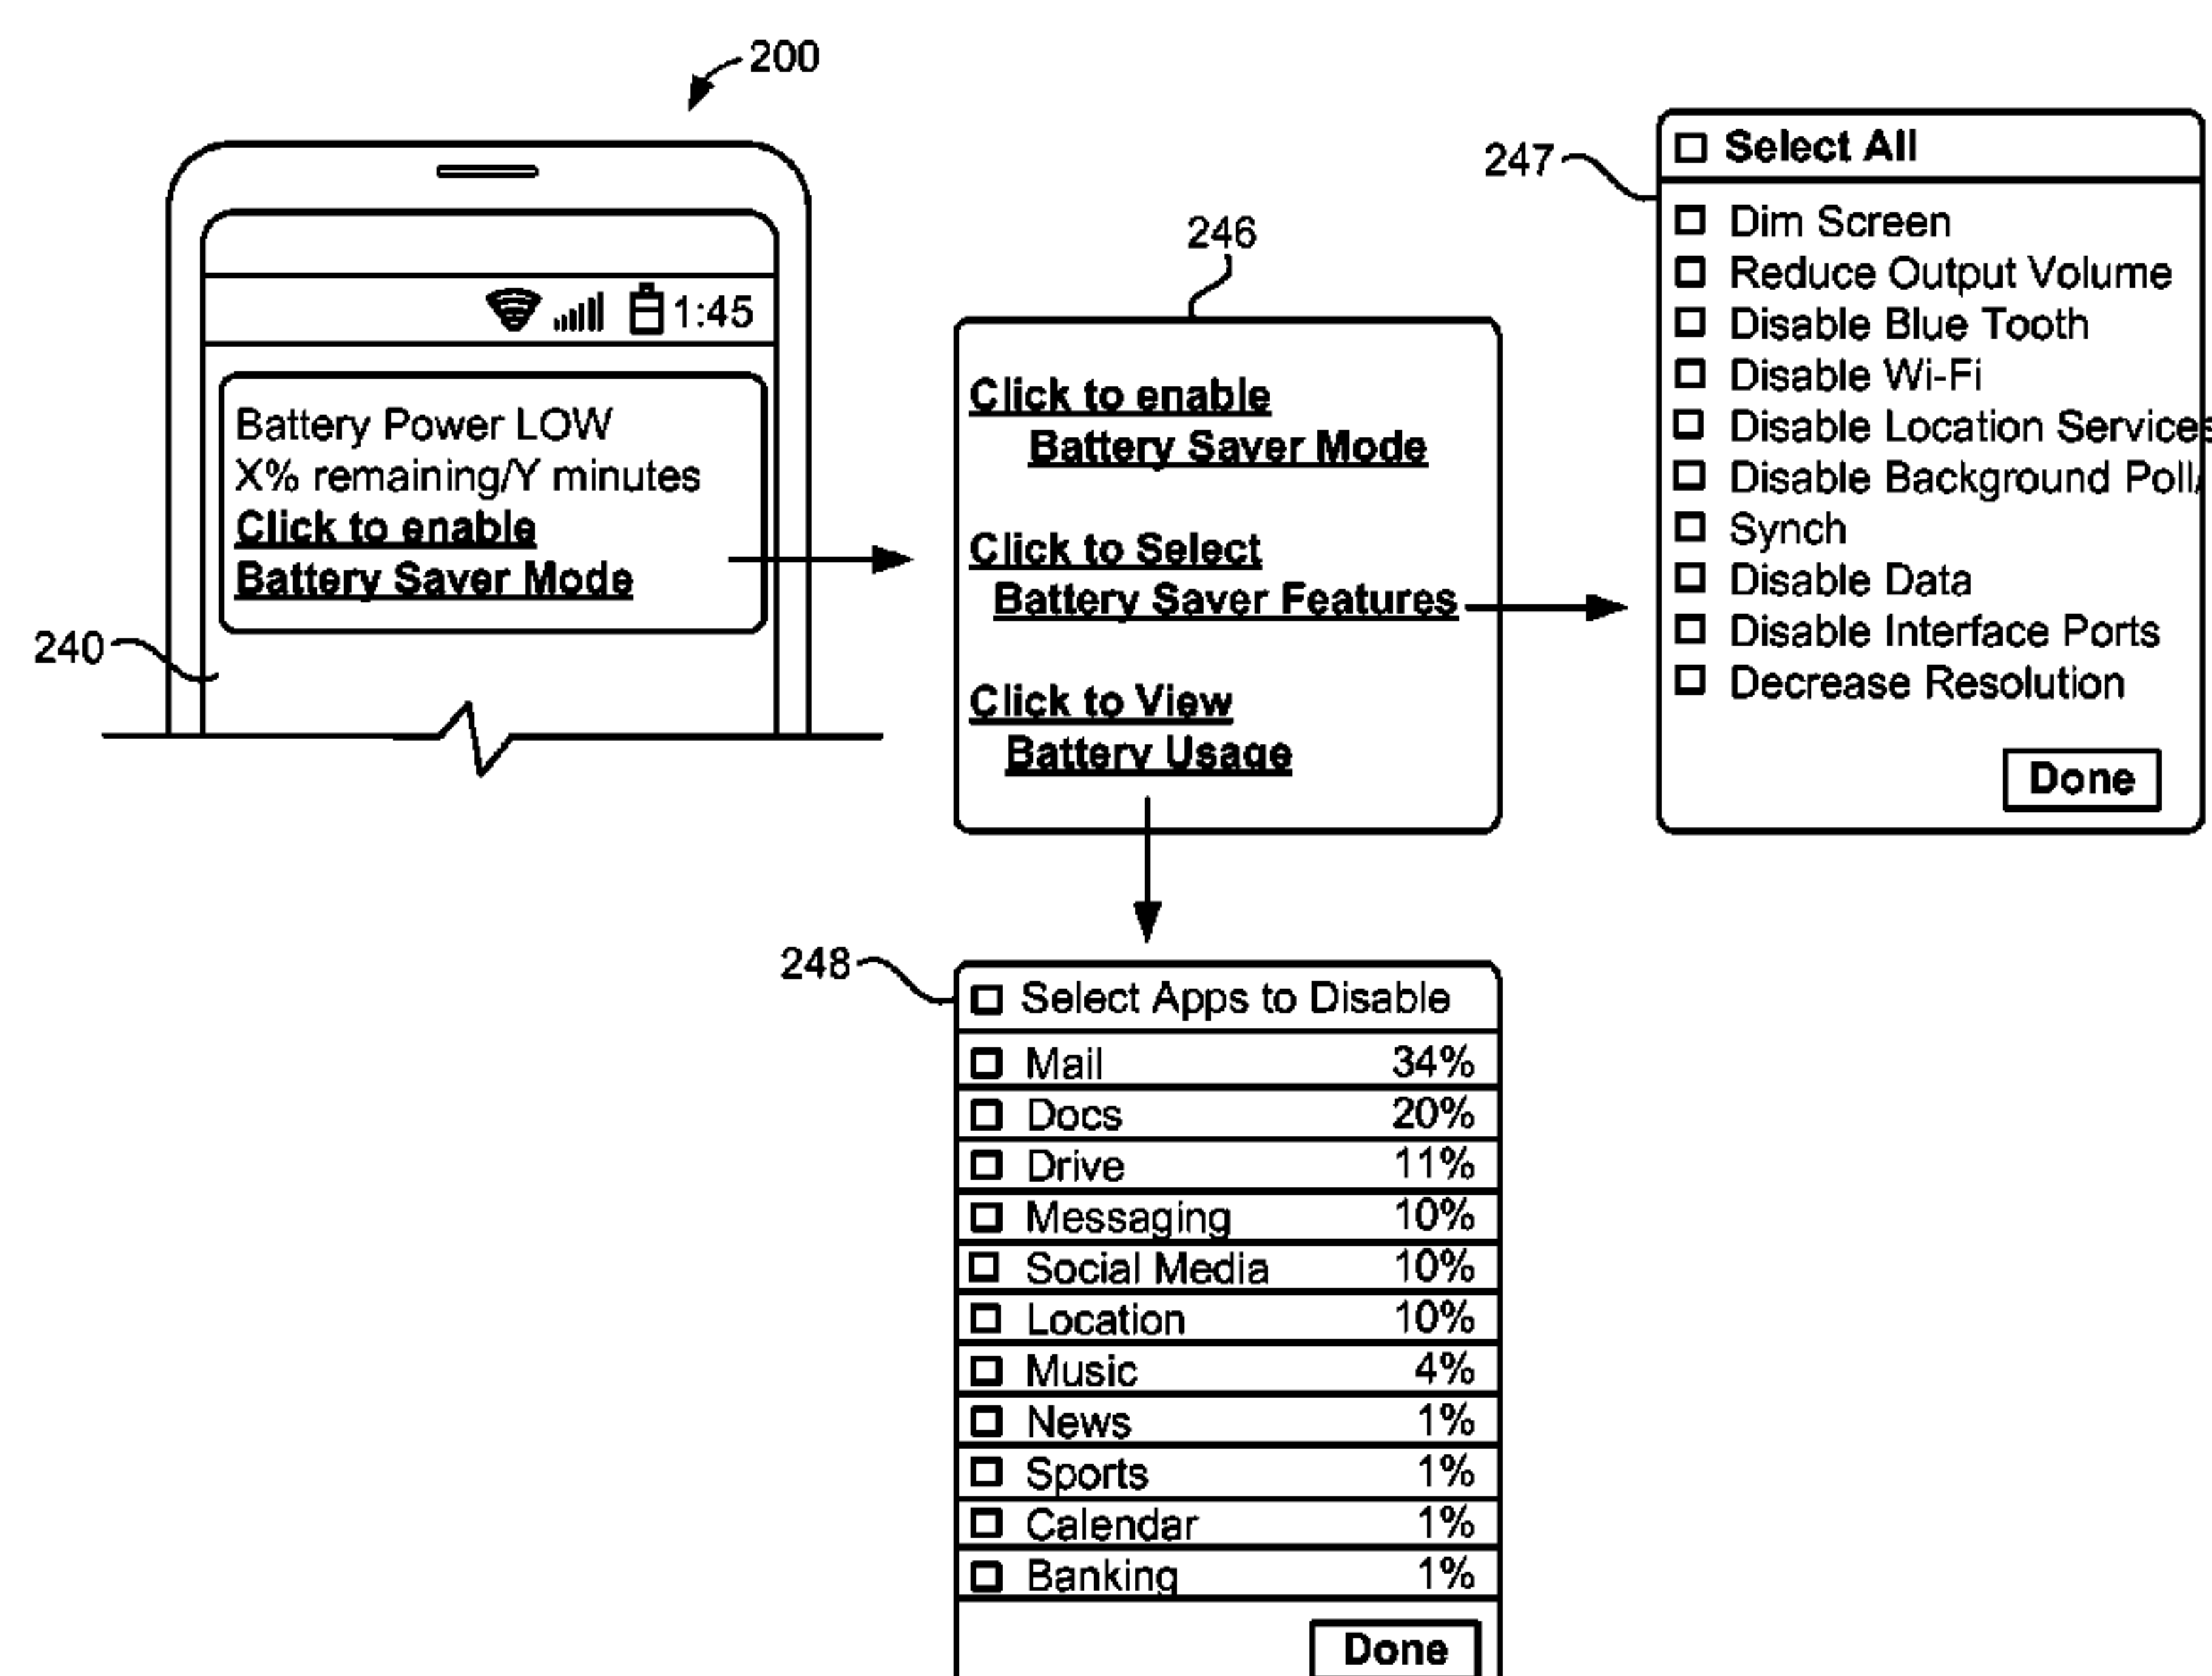 200
1:45
Battery Power LOW
X% remaining/Y minutes
Click to enable
Battery Saver Mode
240
246
Click to enable
Battery Saver Mode
Click to Select
Battery Saver Features
Click to View
Battery Usage
247
Select All
Dim Screen
Reduce Output Volume
Disable Blue Tooth
Disable Wi-Fi
Disable Location Services
Disable Background Poll/
Synch
Disable Data
Disable Interface Ports
Decrease Resolution
Done
248
Select Apps to Disable
Mail 34%
Docs 20%
Drive 11%
Messaging 10%
Social Media 10%
Location 10%
Music 4%
News 1%
Sports 1%
Calendar 1%
Banking 1%
Done